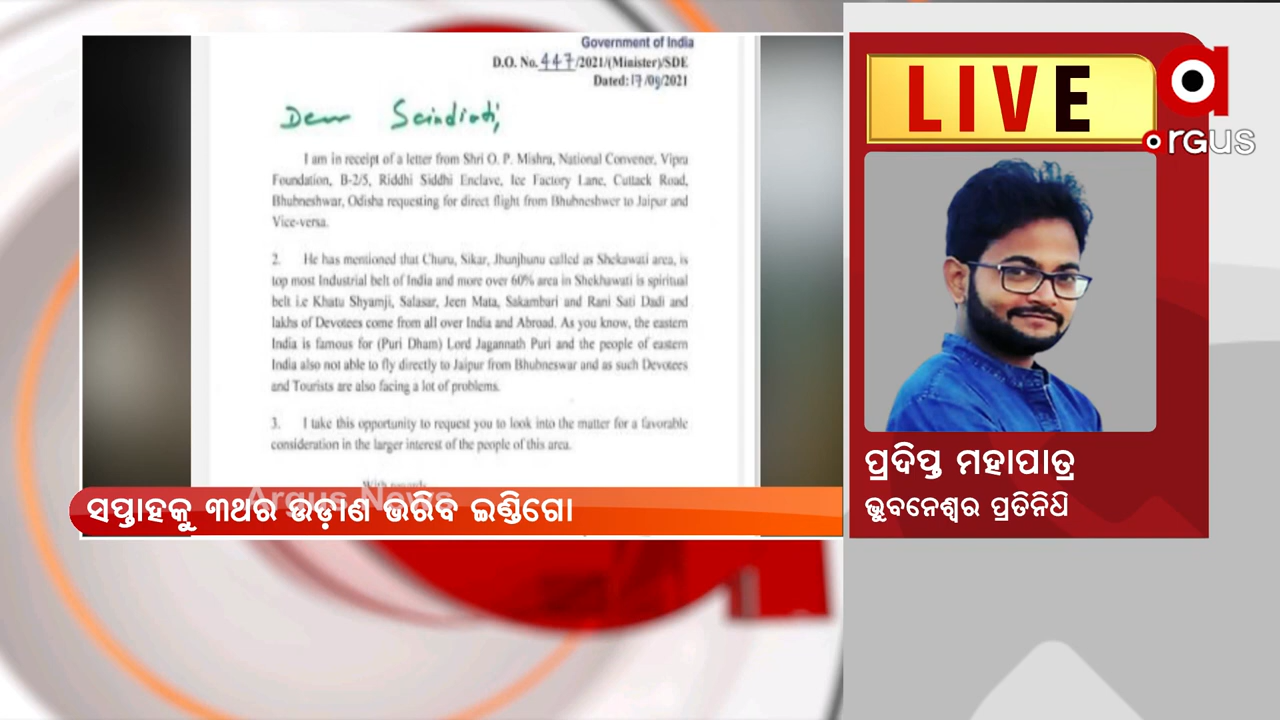 Government of India
D.O. No. 447/2021/(Minister)/SDE
Dated: 17/09/2021
Dear Scindiaji,
I am in receipt of a letter from Shri O. P. Mishra, National Convener, Vipra
Foundation, B-2/5, Riddhi Siddhi Enclave, Ice Factory Lane, Cuttack Road,
Bhubneshwar, Odisha requesting for direct flight from Bhubneshwer to Jaipur and
Vice-versa.
2. He has mentioned that Churu, Sikar, Jhunjhunu called as Shekawati area, is
top most Industrial belt of India and more over 60% area in Shekhawati is spiritual
belt i.e Khatu Shyamji, Salasar, Jeen Mata, Sakambari and Rani Sati Dadi and
lakhs of Devotees come from all over India and Abroad. As you know, the eastern
India is famous for (Puri Dham) Lord Jagannath Puri and the people of eastern
India also not able to fly directly to Jaipur from Bhubneswar and as such Devotees
and Tourists are also facing a lot of problems.
3. I take this opportunity to request you to look into the matter for a favorable
consideration in the larger interest of the people of this area.
With regards
Argus News
ସପ୍ତାହକୁ ୩ଥର ଉଡ଼ାଣ ଭରିବ ଇଣ୍ଡିଗୋ
LIVE
argus
ପ୍ରଦିପ୍ତ ମହାପାତ୍ର
ଭୁବନେଶ୍ୱର ପ୍ରତିନିଧି